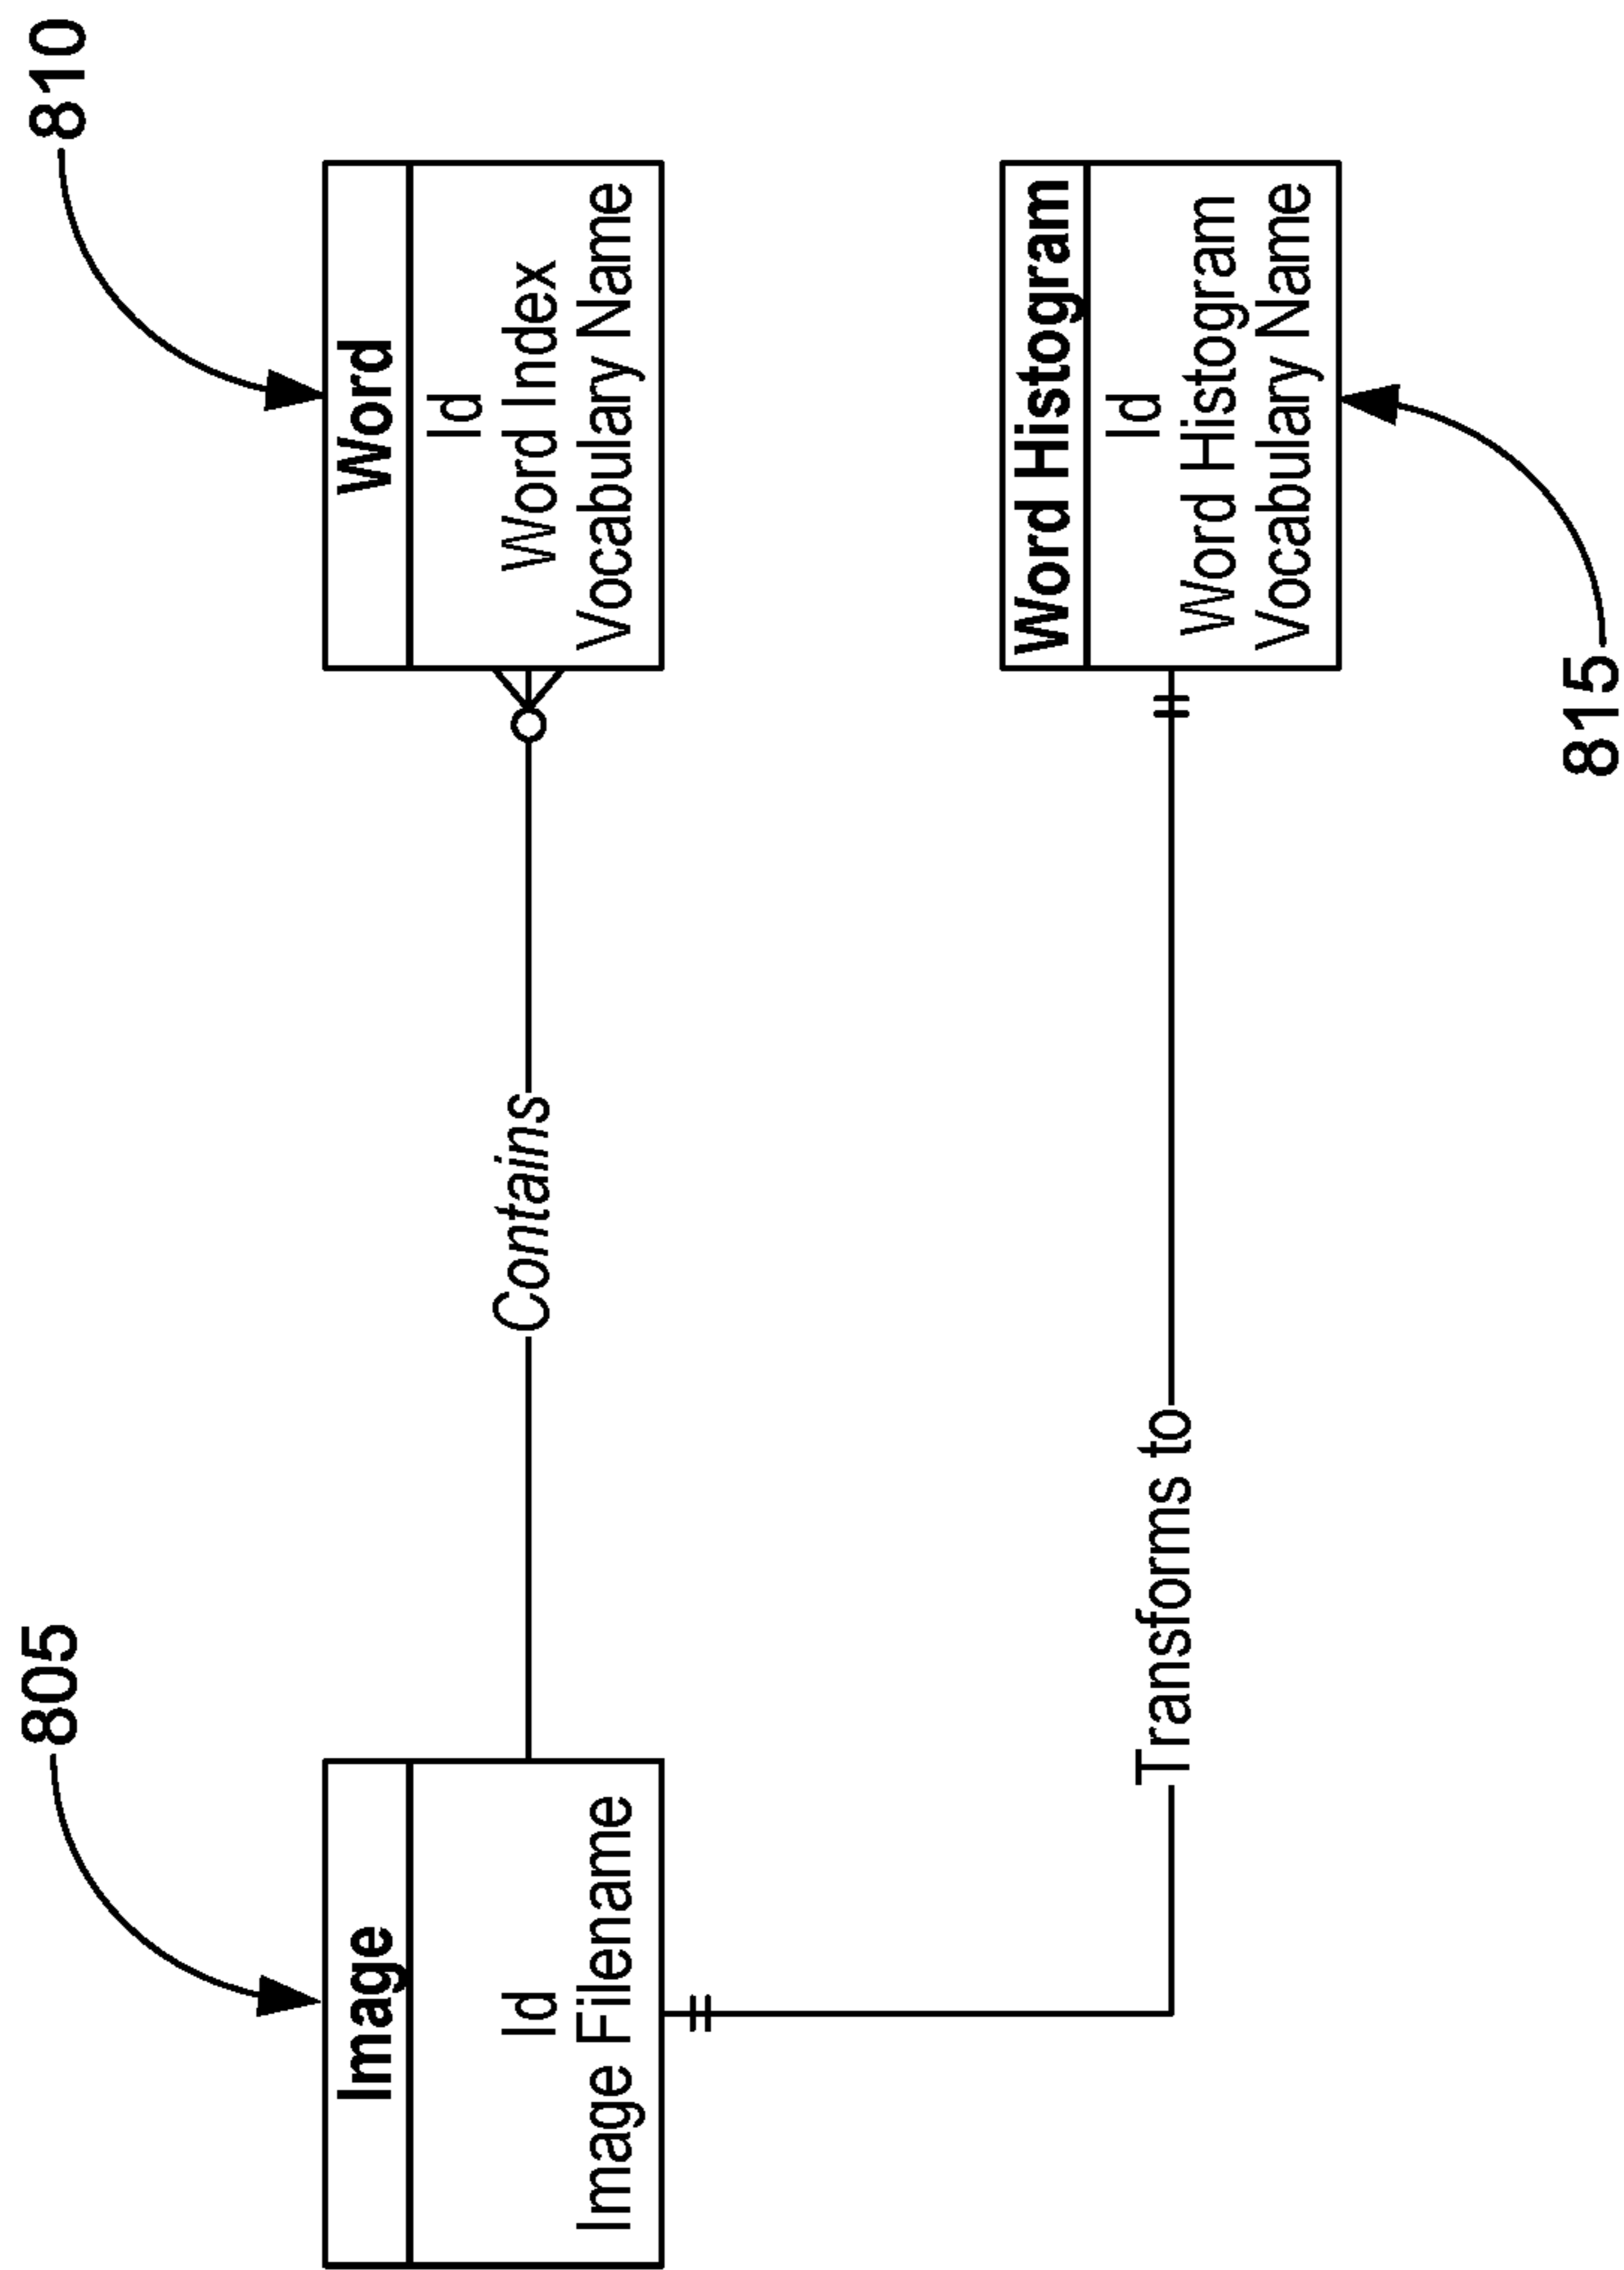 805
810
Image
Id
Image Filename
Contains
Word
Id
Word Index
Vocabulary Name
Transforms to
Word Histogram
Id
Word Histogram
Vocabulary Name
815